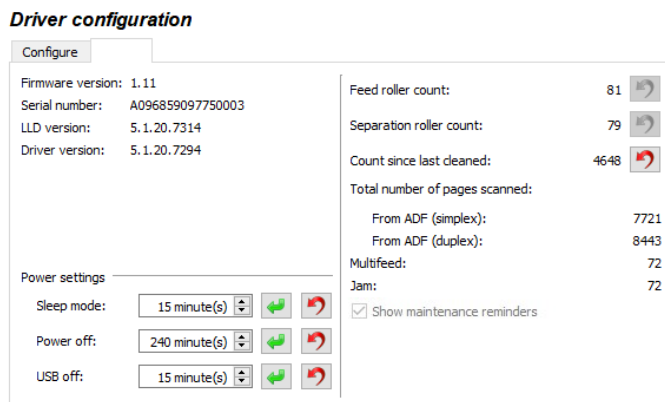 Driver configuration
Configure
Firmware version: 1.11
Serial number: A096859097750003
LLD version: 5.1.20.7314
Driver version: 5.1.20.7294
Power settings
Sleep mode: 15 minute(s)
Power off: 240 minute(s)
USB off: 15 minute(s)
Feed roller count: 81
Separation roller count: 79
Count since last cleaned: 4648
Total number of pages scanned:
From ADF (simplex): 7721
From ADF (duplex): 8443
Multifeed: 72
Jam: 72
Show maintenance reminders